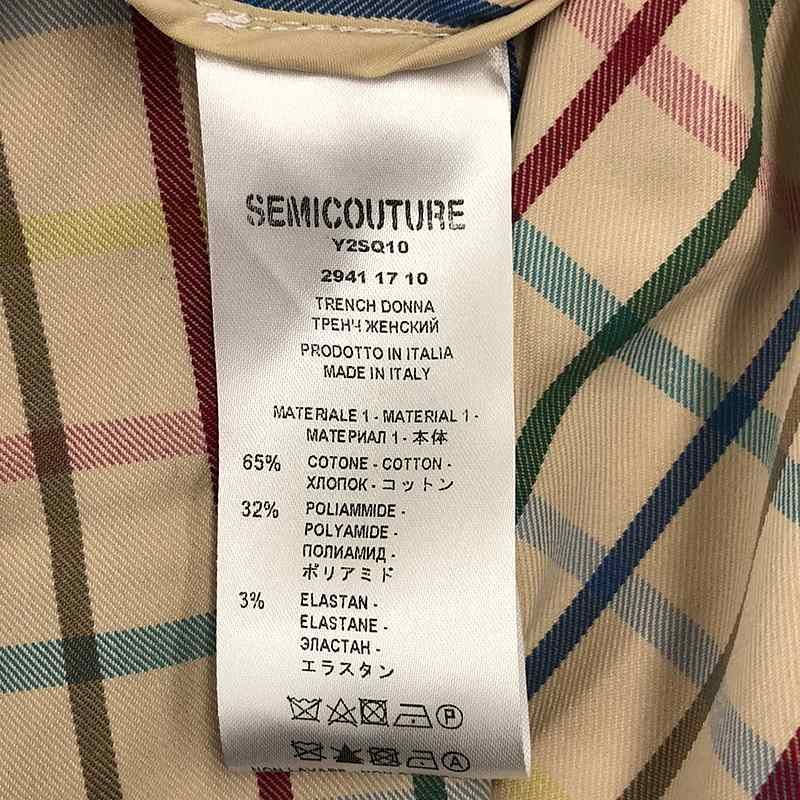 SEMICOUTURE
Y2SQ10
2941 17 10
TRENCH DONNA
ТРЕНЧ ЖЕНСКИЙ
PRODOTTO IN ITALIA
MADE IN ITALY
MATERIALE 1 - MATERIAL 1 -
МАТЕРИАЛ 1 - 本体
65% COTONE - COTTON -
ХЛОПОК - コットン
32% POLIAMMIDE -
POLYAMIDE -
ПОЛИАМИД -
ポリアミド
3% ELASTAN -
ELASTANE -
ЭЛАСТАН -
エラスタン
P
A